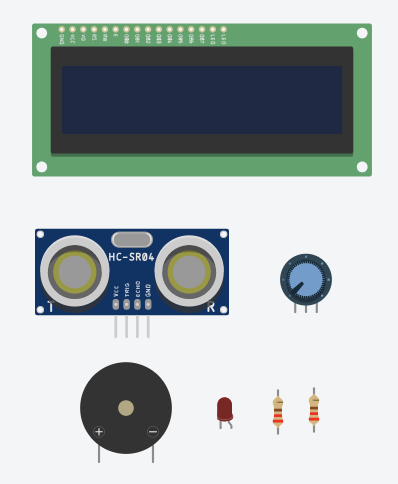 GND VCC VO RS RW E DB0 DB1 DB2 DB3 DB4 DB5 DB6 DB7 LED LED
HC-SR04
VCC TRIG ECHO GND
T R
+ −